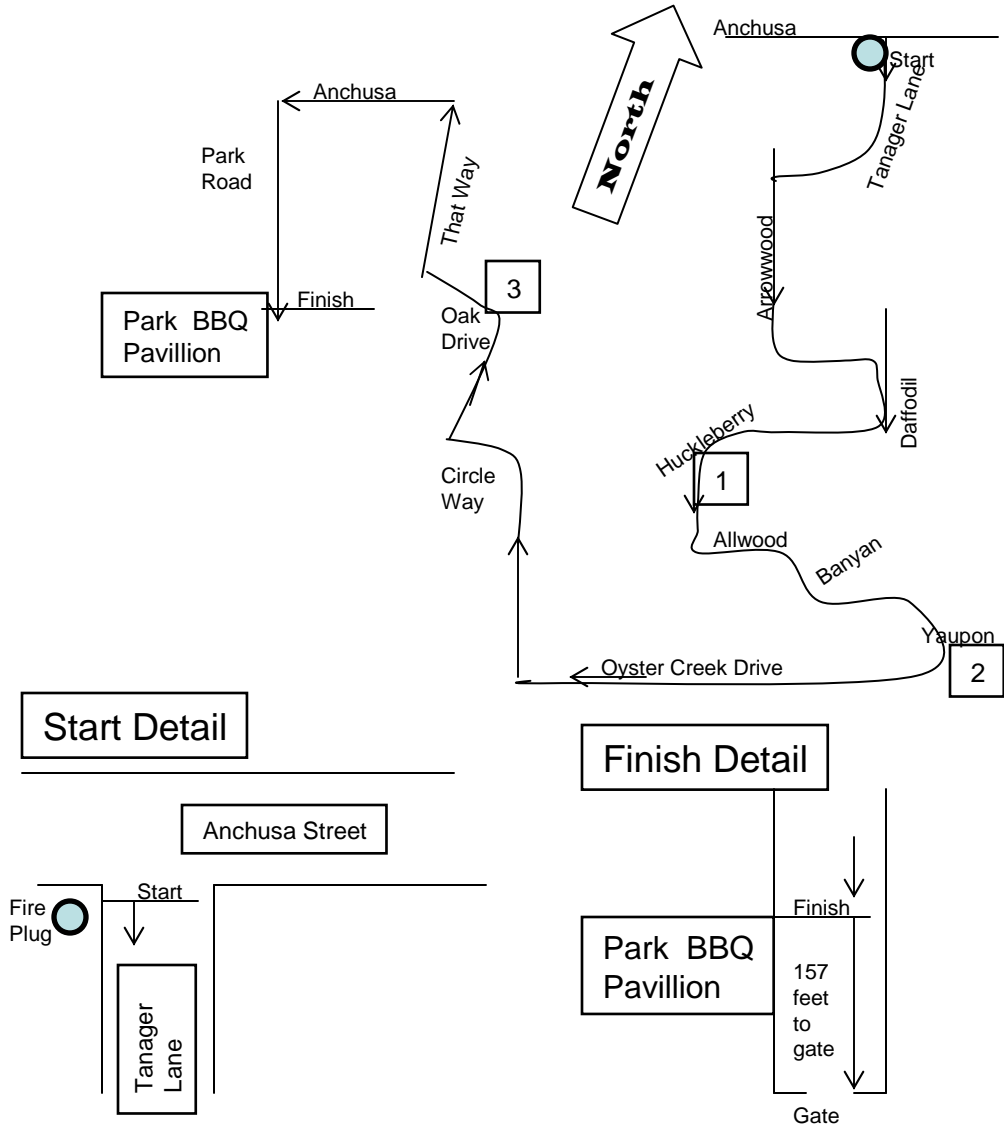 Anchusa
Start
Tanager Lane
North
Anchusa
Park
Road
That Way
Arrowwood
3
Finish
Park BBQ
Pavillion
Oak
Drive
Daffodil
Huckleberry
Circle
Way
1
Allwood
Banyan
Yaupon
2
Oyster Creek Drive
Start Detail
Anchusa Street
Start
Fire
Plug
Tanager
Lane
Finish Detail
Finish
Park BBQ
Pavillion
157
feet
to
gate
Gate